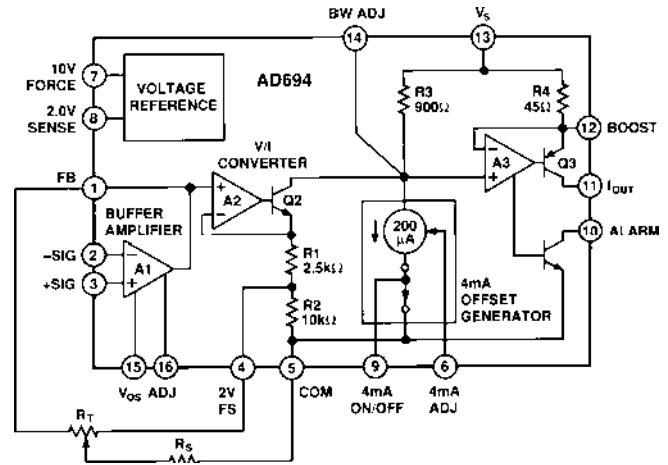 BW ADJ
VS
14
13
10V
FORCE
7
VOLTAGE
REFERENCE
AD694
R3
900Ω
R4
45Ω
2.0V
SENSE
8
12
BOOST
V/I
CONVERTER
FB
1
+
A2
−
Q2
−
A3
+
Q3
11
IOUT
BUFFER
AMPLIFIER
200
μA
10
ALARM
−SIG
2
−
A1
+SIG
3
+
R1
2.5kΩ
R2
10kΩ
4mA
OFFSET
GENERATOR
15
16
4
5
9
6
VOS ADJ
2V
FS
COM
4mA
ON/OFF
4mA
ADJ
RT
RS